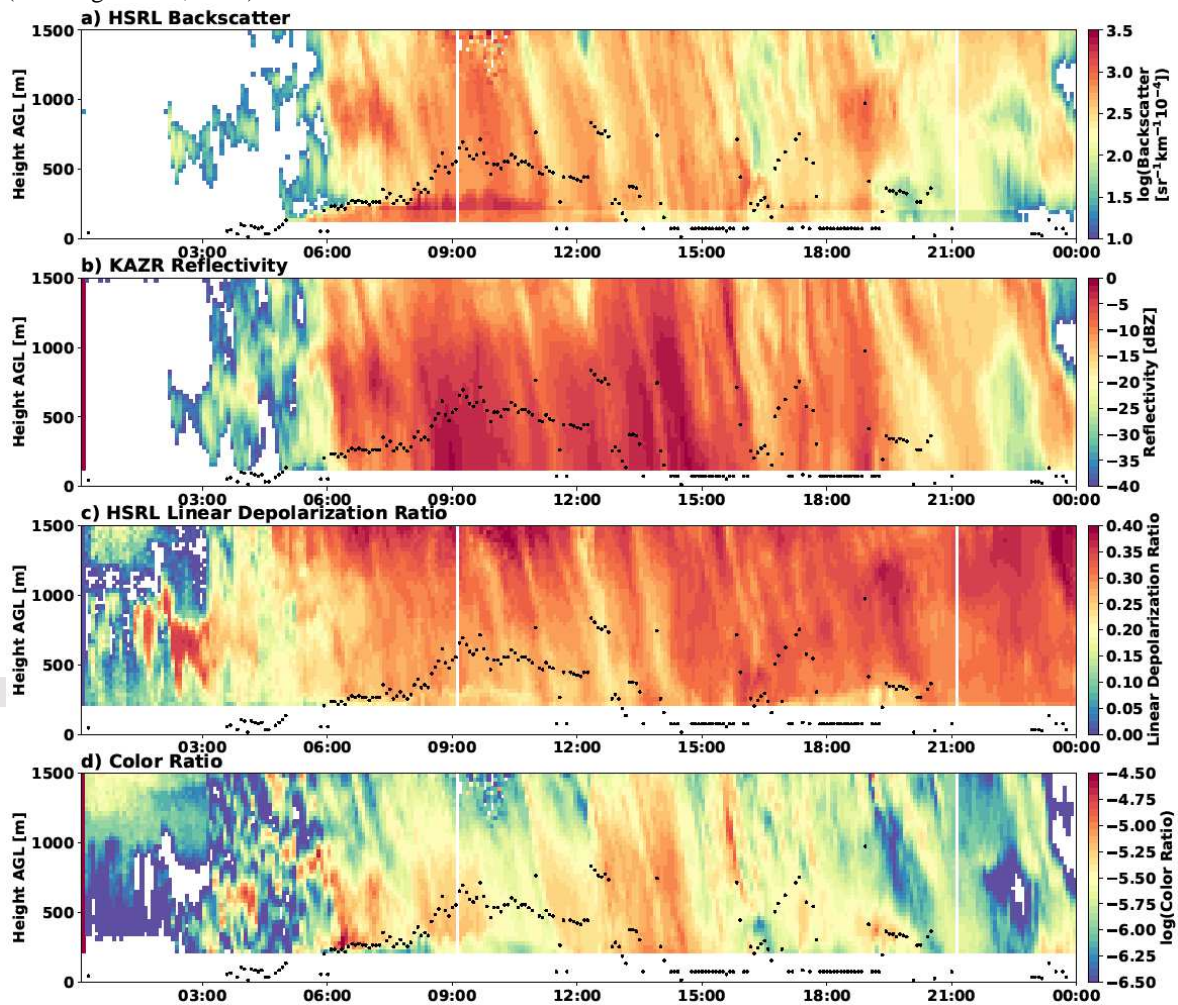 a) HSRL Backscatter
1500
1000
500
0
Height AGL [m]
03:00 06:00 09:00 12:00 15:00 18:00 21:00 00:00
3.5
3.0
2.5
2.0
1.5
1.0
log(Backscatter
[sr⁻¹km⁻¹10⁻⁴])
b) KAZR Reflectivity
1500
1000
500
0
Height AGL [m]
03:00 06:00 09:00 12:00 15:00 18:00 21:00 00:00
0
−5
−10
−15
−20
−25
−30
−35
−40
Reflectivity [dBZ]
c) HSRL Linear Depolarization Ratio
1500
1000
500
0
Height AGL [m]
03:00 06:00 09:00 12:00 15:00 18:00 21:00 00:00
0.40
0.35
0.30
0.25
0.20
0.15
0.10
0.05
0.00
Linear Depolarization Ratio
d) Color Ratio
1500
1000
500
0
Height AGL [m]
03:00 06:00 09:00 12:00 15:00 18:00 21:00 00:00
−4.50
−4.75
−5.00
−5.25
−5.50
−5.75
−6.00
−6.25
−6.50
log(Color Ratio)